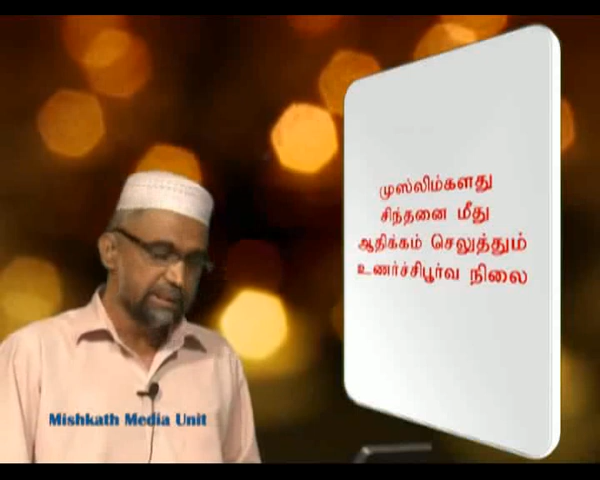 முஸ்லிம்களது
சிந்தனை மீது
ஆதிக்கம் செலுத்தும்
உணர்ச்சிபூர்வ நிலை
Mishkath Media Unit